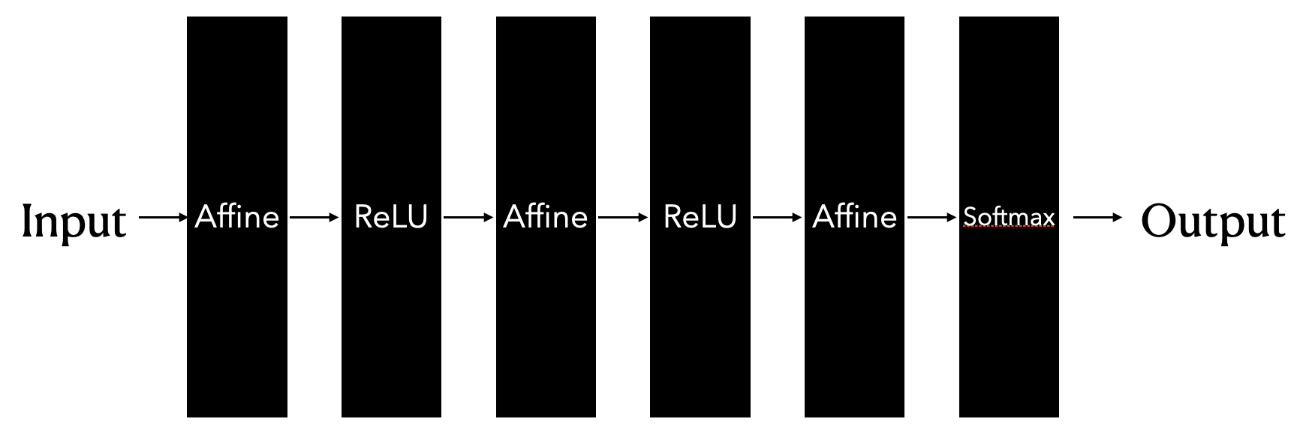 Input
Affine
ReLU
Affine
ReLU
Affine
Softmax
Output